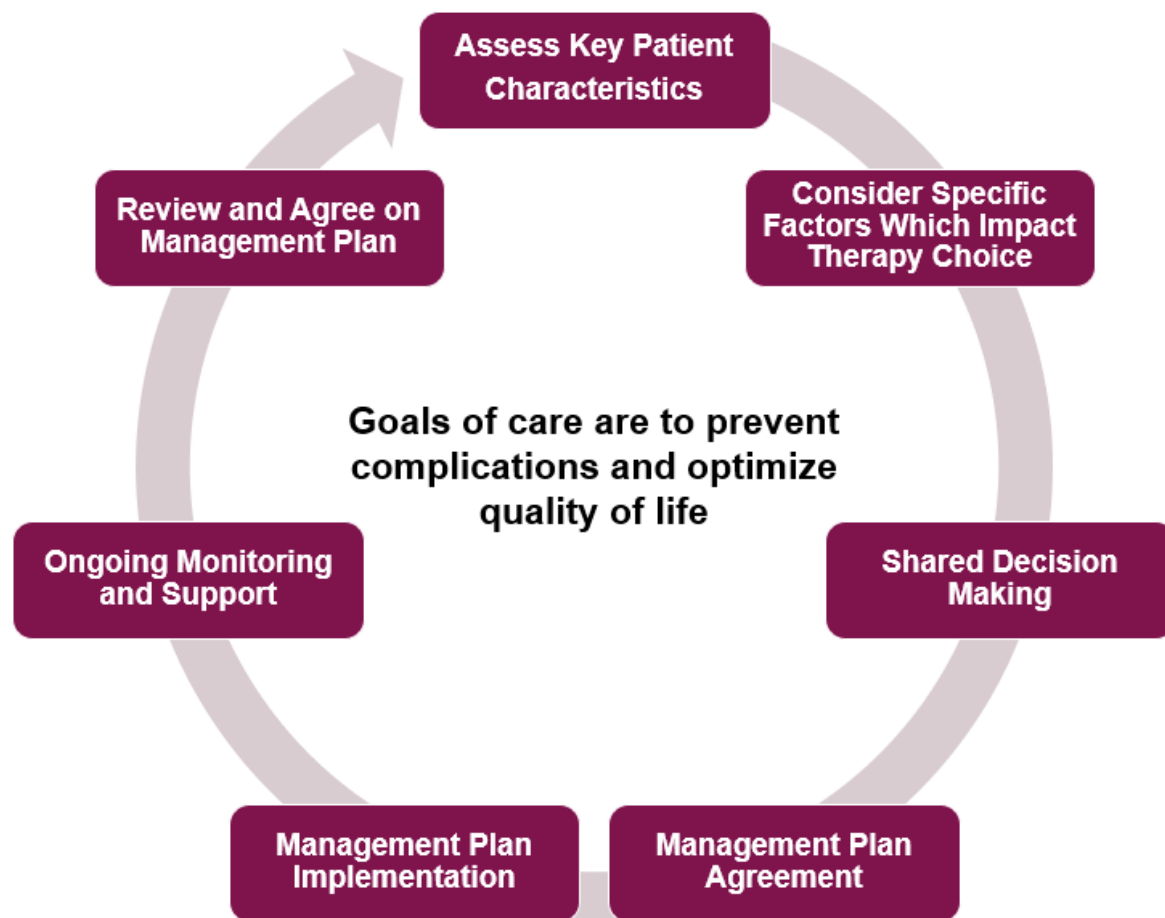 Assess Key Patient
Characteristics
Consider Specific
Factors Which Impact
Therapy Choice
Shared Decision
Making
Management Plan
Agreement
Management Plan
Implementation
Ongoing Monitoring
and Support
Review and Agree on
Management Plan
Goals of care are to prevent
complications and optimize
quality of life